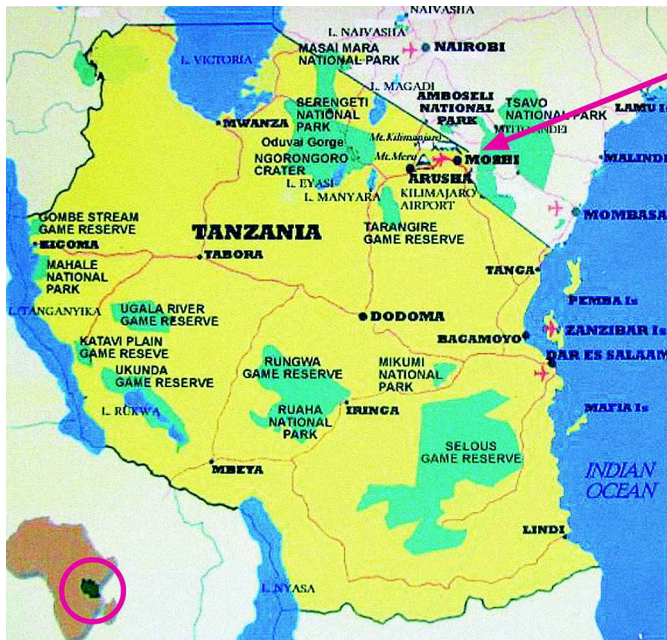 NAIVASHA
L. NAIVASHA
NAIROBI
MASAI MARA
NATIONAL PARK
L. VICTORIA
L. MAGADI
AMBOSELI
NATIONAL
PARK
TSAVO
NATIONAL PARK
LAMU Is
SERENGETI
NATIONAL
PARK
MWANZA
Mt.Kilimanjaro
Oduvai Gorge
MALINDI
NGORONGORO
CRATER
Mt.Meru
MOSHI
ARUSHA
L. EYASI
L. MANYARA
KILIMAJARO
AIRPORT
MOMBASA
GOMBE STREAM
GAME RESERVE
TANZANIA
TARANGIRE
GAME RESERVE
KIGOMA
TABORA
MAHALE
NATIONAL
PARK
TANGA
PEMBA Is
L. TANGANYIKA
UGALA RIVER
GAME RESERVE
DODOMA
ZANZIBAR Is
BAGAMOYO
KATAVI PLAIN
GAME RESEVE
DAR ES SALAAM
RUNGWA
GAME RESERVE
MIKUMI
NATIONAL
PARK
UKUNDA
GAME RESERVE
L. RUKWA
RUAHA
NATIONAL
PARK
IRINGA
MAFIA Is
SELOUS
GAME RESERVE
MBEYA
INDIAN
OCEAN
LINDI
L. NYASA